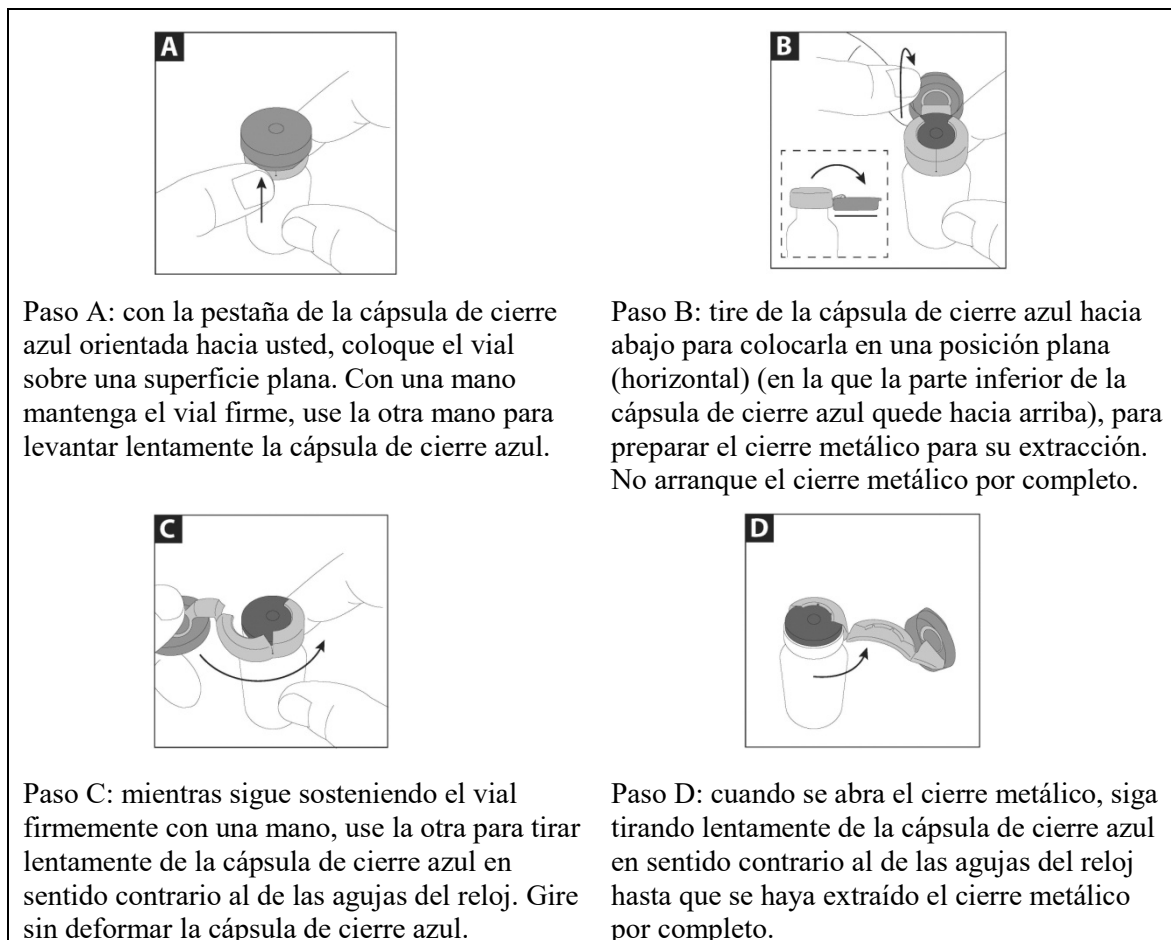 A
B
Paso A: con la pestaña de la cápsula de cierre
azul orientada hacia usted, coloque el vial
sobre una superficie plana. Con una mano
mantenga el vial firme, use la otra mano para
levantar lentamente la cápsula de cierre azul.
Paso B: tire de la cápsula de cierre azul hacia
abajo para colocarla en una posición plana
(horizontal) (en la que la parte inferior de la
cápsula de cierre azul quede hacia arriba), para
preparar el cierre metálico para su extracción.
No arranque el cierre metálico por completo.
C
D
Paso C: mientras sigue sosteniendo el vial
firmemente con una mano, use la otra para tirar
lentamente de la cápsula de cierre azul en
sentido contrario al de las agujas del reloj. Gire
sin deformar la cápsula de cierre azul.
Paso D: cuando se abra el cierre metálico, siga
tirando lentamente de la cápsula de cierre azul
en sentido contrario al de las agujas del reloj
hasta que se haya extraído el cierre metálico
por completo.